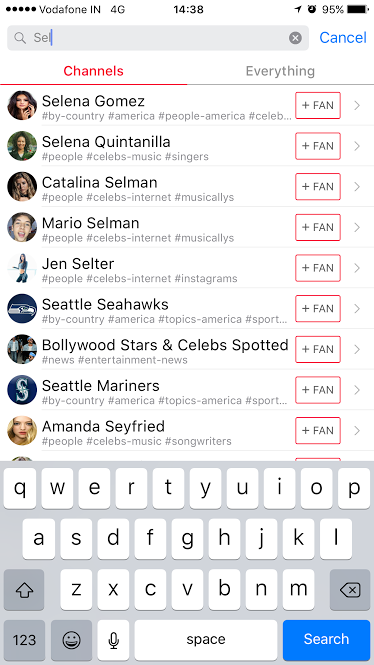 Vodafone IN 4G 14:38 95%
Sel Cancel
Channels Everything
Selena Gomez
#by-country #america #people-america #celeb...
+ FAN
Selena Quintanilla
#people #celebs-music #singers
+ FAN
Catalina Selman
#people #celebs-internet #musicallys
+ FAN
Mario Selman
#people #celebs-internet #musicallys
+ FAN
Jen Selter
#people #celebs-internet #instagrams
+ FAN
Seattle Seahawks
#by-country #america #topics-america #sport...
+ FAN
Bollywood Stars & Celebs Spotted
#news #entertainment-news
+ FAN
Seattle Mariners
#by-country #america #topics-america #sport...
+ FAN
Amanda Seyfried
#people #celebs-music #songwriters
+ FAN
q w e r t y u i o p
a s d f g h j k l
z x c v b n m
123 space Search